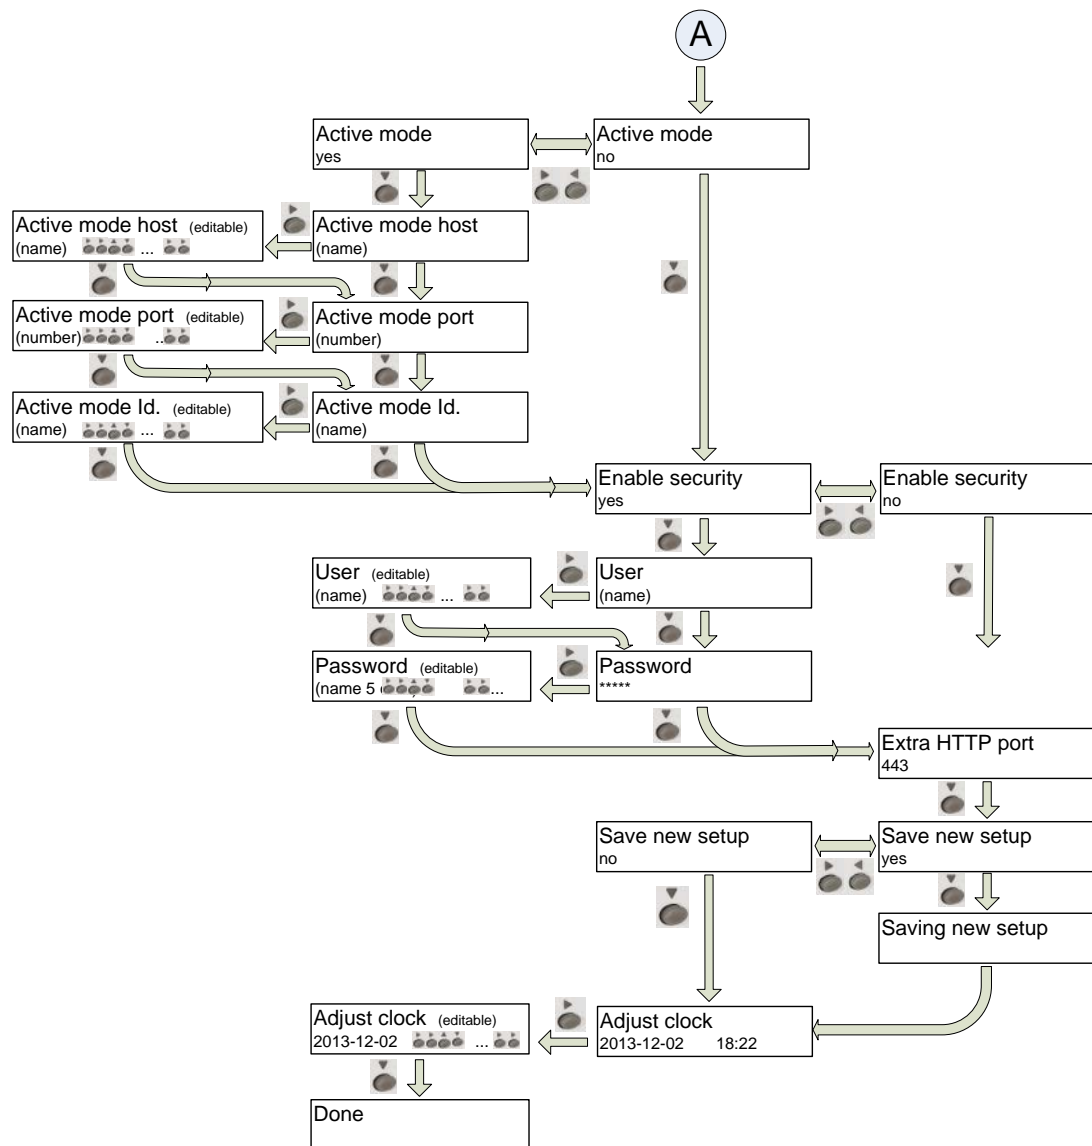 A
Active mode
yes
Active mode
no
Active mode host (editable)
(name) ...
Active mode host
(name)
Active mode port (editable)
(number) ..
Active mode port
(number)
Active mode Id. (editable)
(name) ...
Active mode Id.
(name)
Enable security
yes
Enable security
no
User (editable)
(name) ...
User
(name)
Password (editable)
(name 5 ...
Password
*****
Extra HTTP port
443
Save new setup
no
Save new setup
yes
Saving new setup
Adjust clock (editable)
2013-12-02 ...
Adjust clock
2013-12-02 18:22
Done